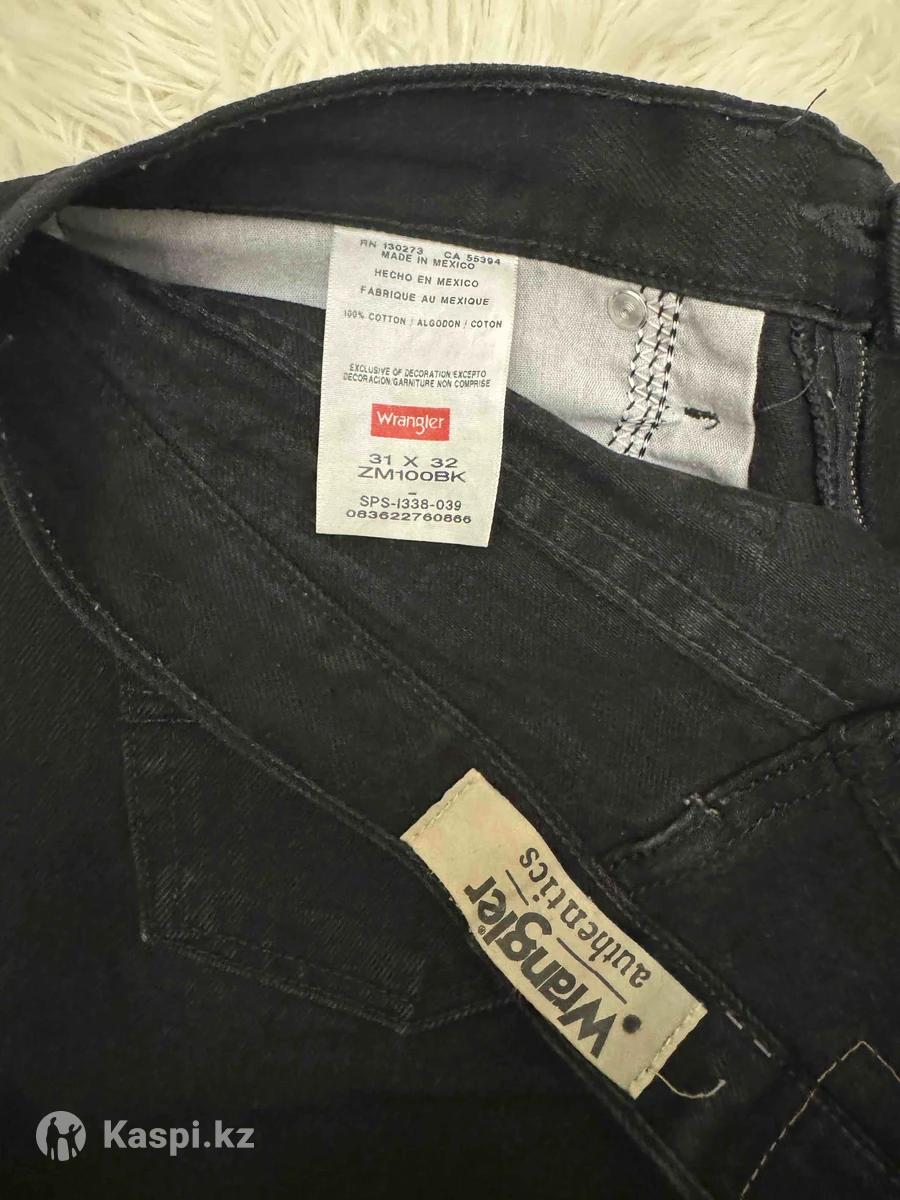 RN 130273 CA 55394
MADE IN MEXICO
HECHO EN MEXICO
FABRIQUE AU MEXIQUE
100% COTTON / ALGODON / COTON
EXCLUSIVE OF DECORATION/EXCEPTO
DECORACION/GARNITURE NON COMPRISE
Wrangler
31 X 32
ZM100BK
-
SPS-I338-039
083622760866
Wrangler®
authentics
Kaspi.kz